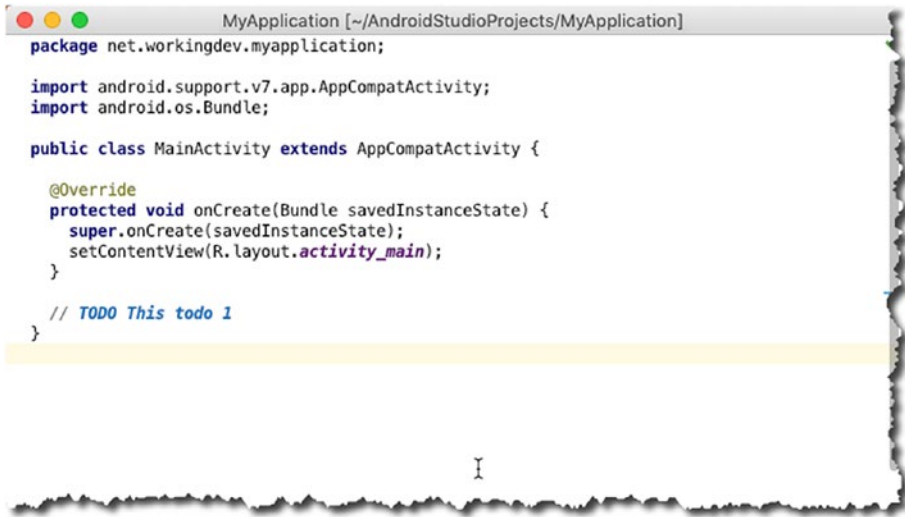 MyApplication [~/AndroidStudioProjects/MyApplication]
package net.workingdev.myapplication;
import android.support.v7.app.AppCompatActivity;
import android.os.Bundle;
public class MainActivity extends AppCompatActivity {
@Override
protected void onCreate(Bundle savedInstanceState) {
super.onCreate(savedInstanceState);
setContentView(R.layout.activity_main);
}
// TODO This todo 1
}